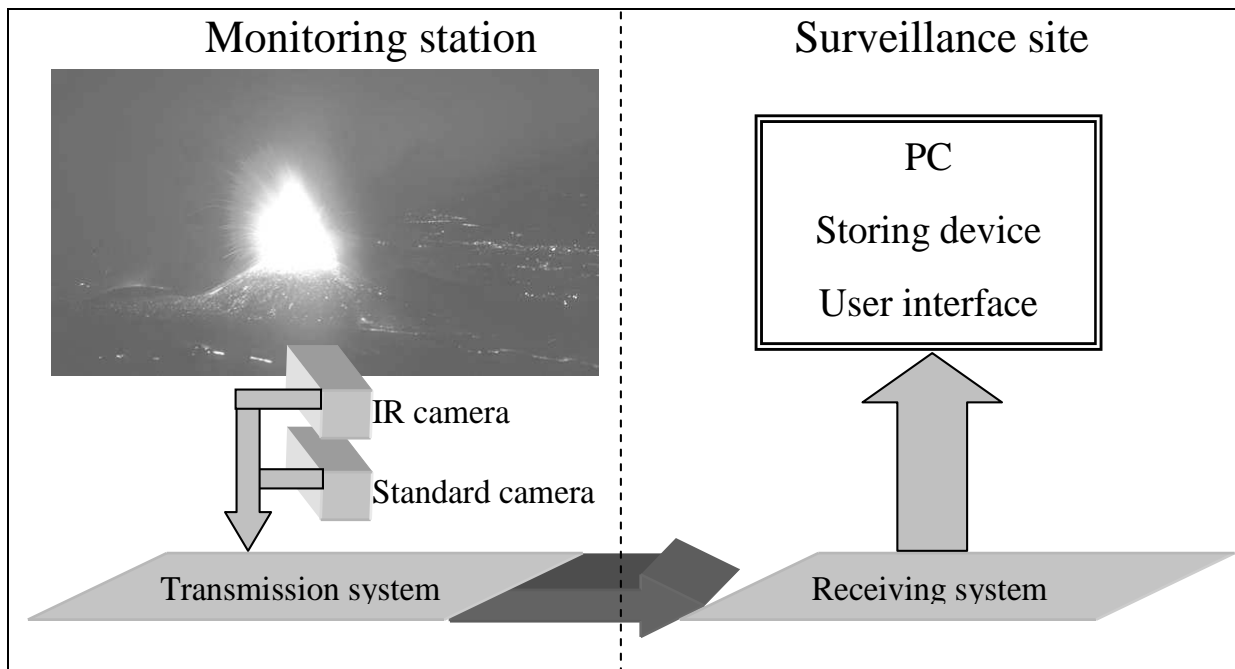 Monitoring station
IR camera
Standard camera
Transmission system
Surveillance site
PC
Storing device
User interface
Receiving system